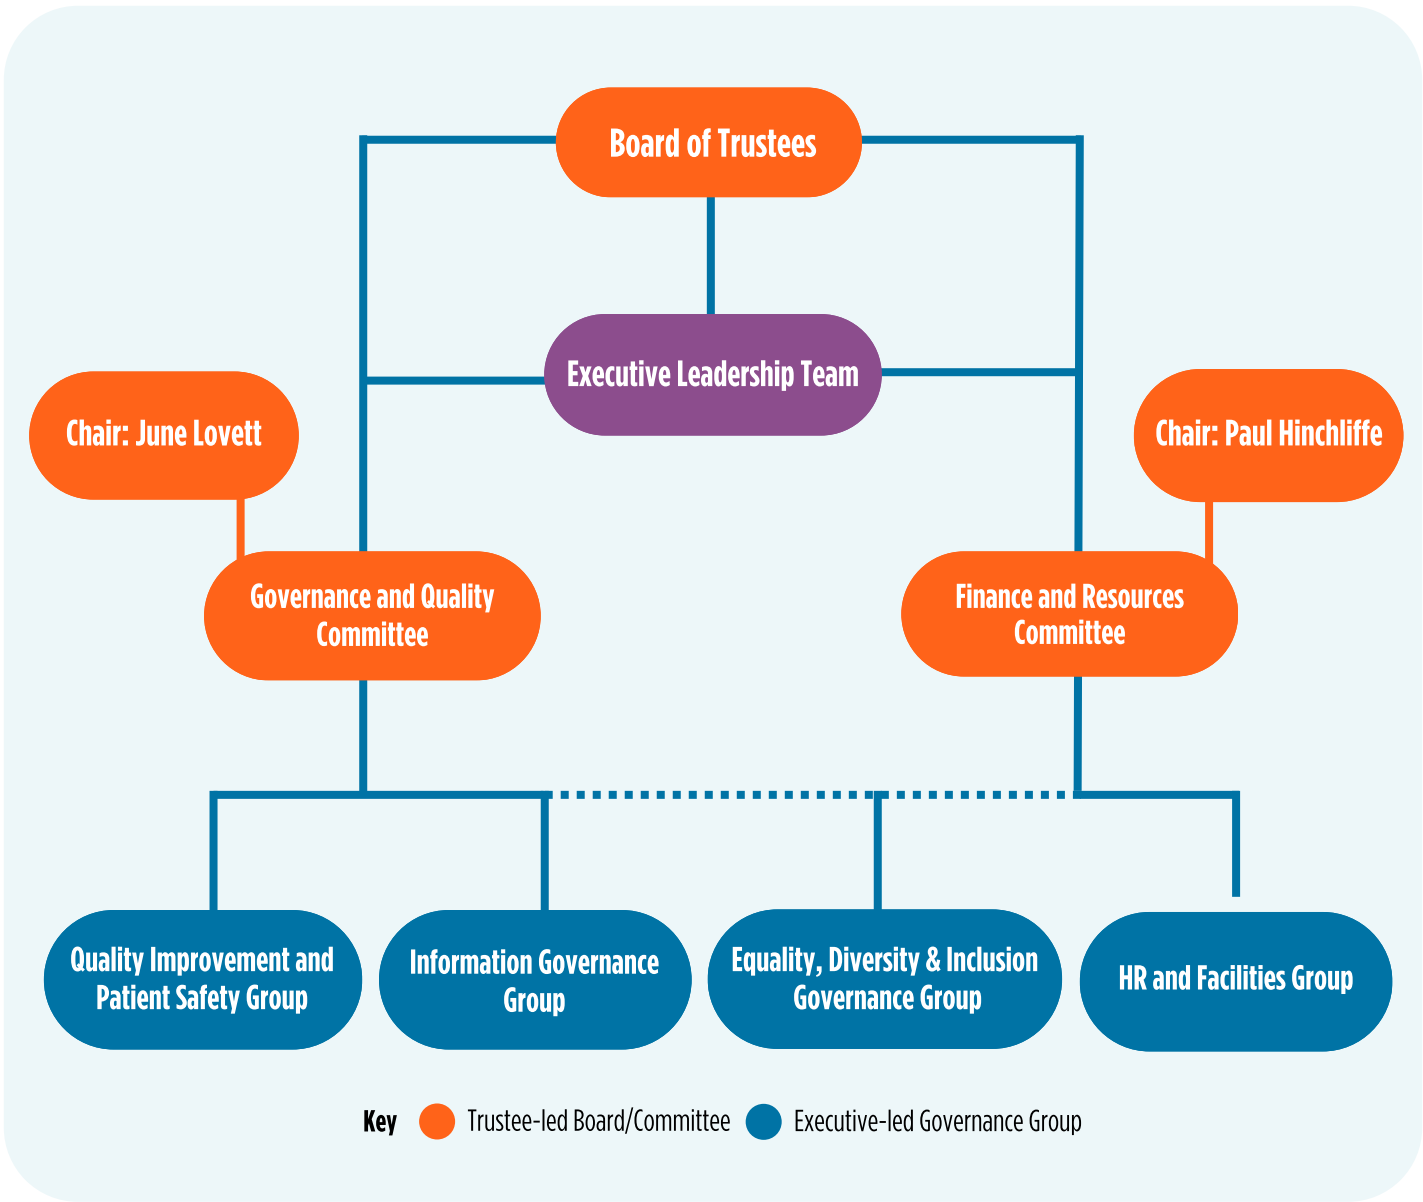 Board of Trustees
Executive Leadership Team
Chair: June Lovett
Chair: Paul Hinchliffe
Governance and Quality
Committee
Finance and Resources
Committee
Quality Improvement and
Patient Safety Group
Information Governance
Group
Equality, Diversity & Inclusion
Governance Group
HR and Facilities Group
Key Trustee-led Board/Committee Executive-led Governance Group